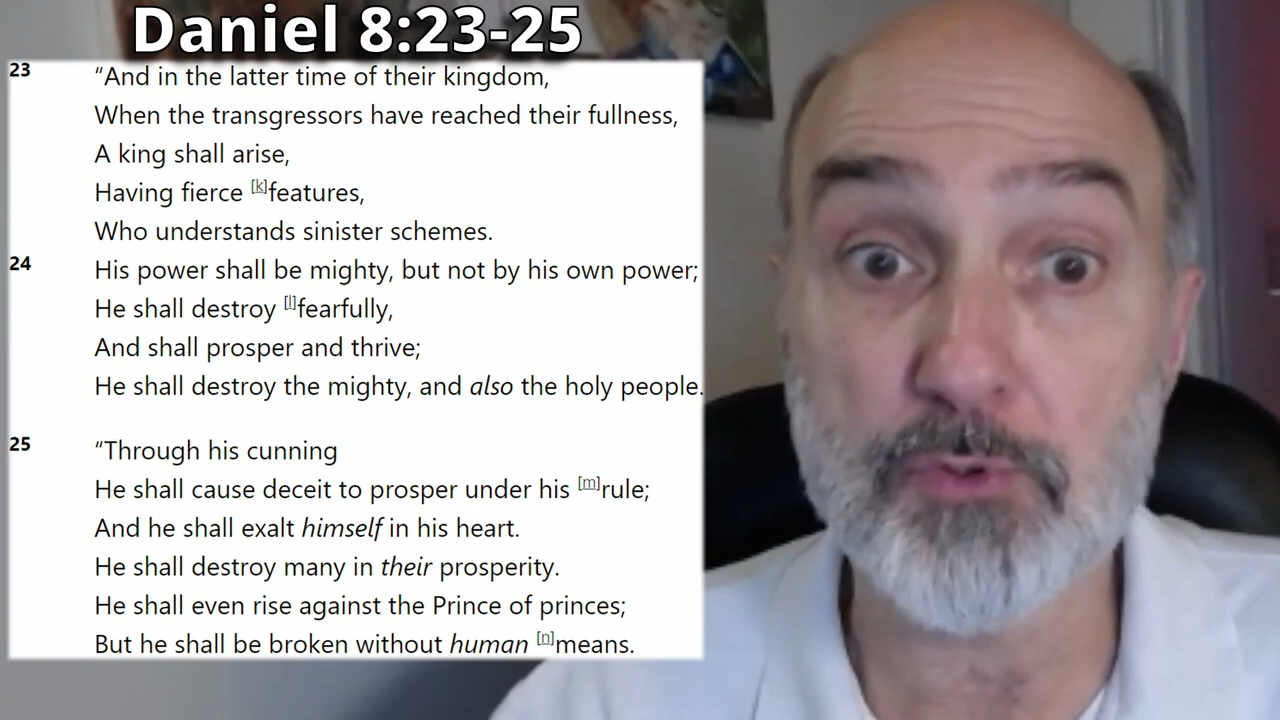 Daniel 8:23-25
23 “And in the latter time of their kingdom,
When the transgressors have reached their fullness,
A king shall arise,
Having fierce [k]features,
Who understands sinister schemes.
24 His power shall be mighty, but not by his own power;
He shall destroy [l]fearfully,
And shall prosper and thrive;
He shall destroy the mighty, and also the holy people.
25 “Through his cunning
He shall cause deceit to prosper under his [m]rule;
And he shall exalt himself in his heart.
He shall destroy many in their prosperity.
He shall even rise against the Prince of princes;
But he shall be broken without human [n]means.